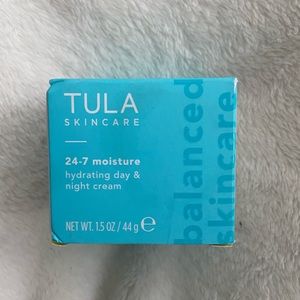 TULA
SKINCARE
24-7 moisture
hydrating day &
night cream
NET WT. 1.5 OZ / 44 g ℮
balanced
skincare